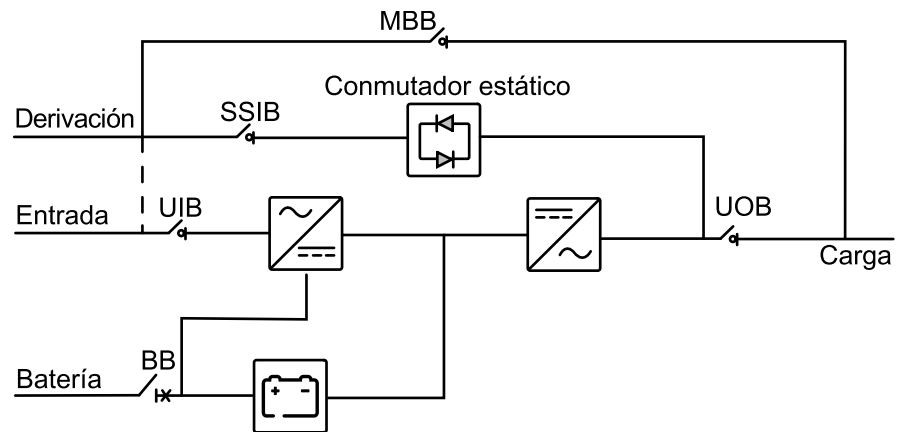 MBB
Conmutador estático
Derivación
SSIB
Entrada
UIB
UOB
Carga
BB
Batería